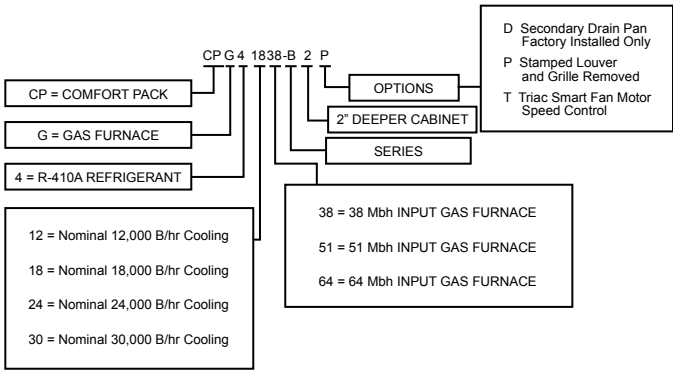 CP G 4 18 38-B 2 P
CP = COMFORT PACK
G = GAS FURNACE
4 = R-410A REFRIGERANT
12 = Nominal 12,000 B/hr Cooling
18 = Nominal 18,000 B/hr Cooling
24 = Nominal 24,000 B/hr Cooling
30 = Nominal 30,000 B/hr Cooling
38 = 38 Mbh INPUT GAS FURNACE
51 = 51 Mbh INPUT GAS FURNACE
64 = 64 Mbh INPUT GAS FURNACE
SERIES
2" DEEPER CABINET
OPTIONS
D Secondary Drain Pan
Factory Installed Only
P Stamped Louver
and Grille Removed
T Triac Smart Fan Motor
Speed Control